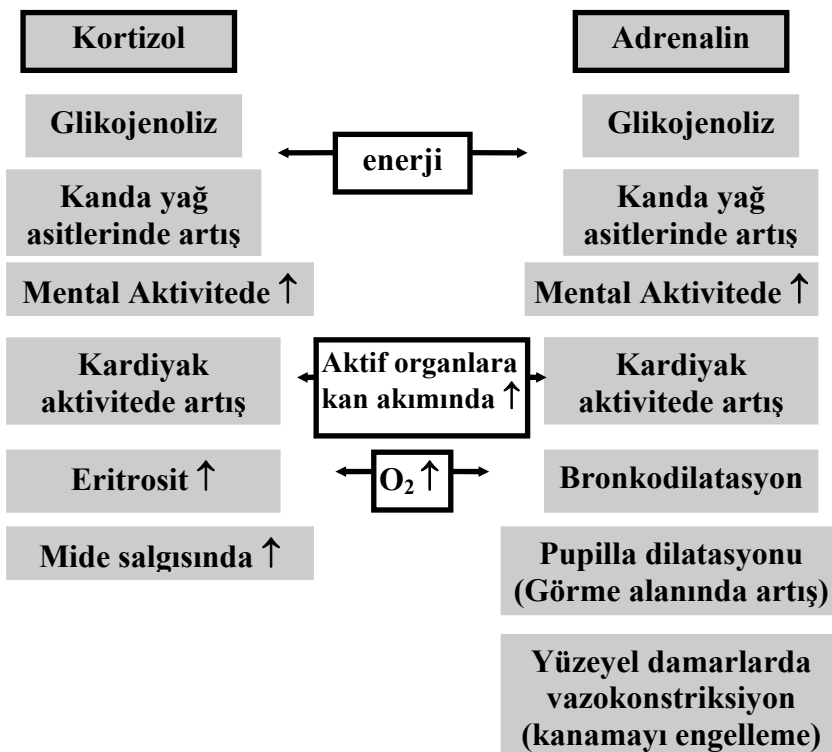 Kortizol
Adrenalin
Glikojenoliz
enerji
Glikojenoliz
Kanda yağ
asitlerinde artış
Kanda yağ
asitlerinde artış
Mental Aktivitede ↑
Mental Aktivitede ↑
Kardiyak
aktivitede artış
Aktif organlara
kan akımında ↑
Kardiyak
aktivitede artış
Eritrosit ↑
O₂ ↑
Bronkodilatasyon
Mide salgısında ↑
Pupilla dilatasyonu
(Görme alanında artış)
Yüzeyel damarlarda
vazokonstriksiyon
(kanamayı engelleme)